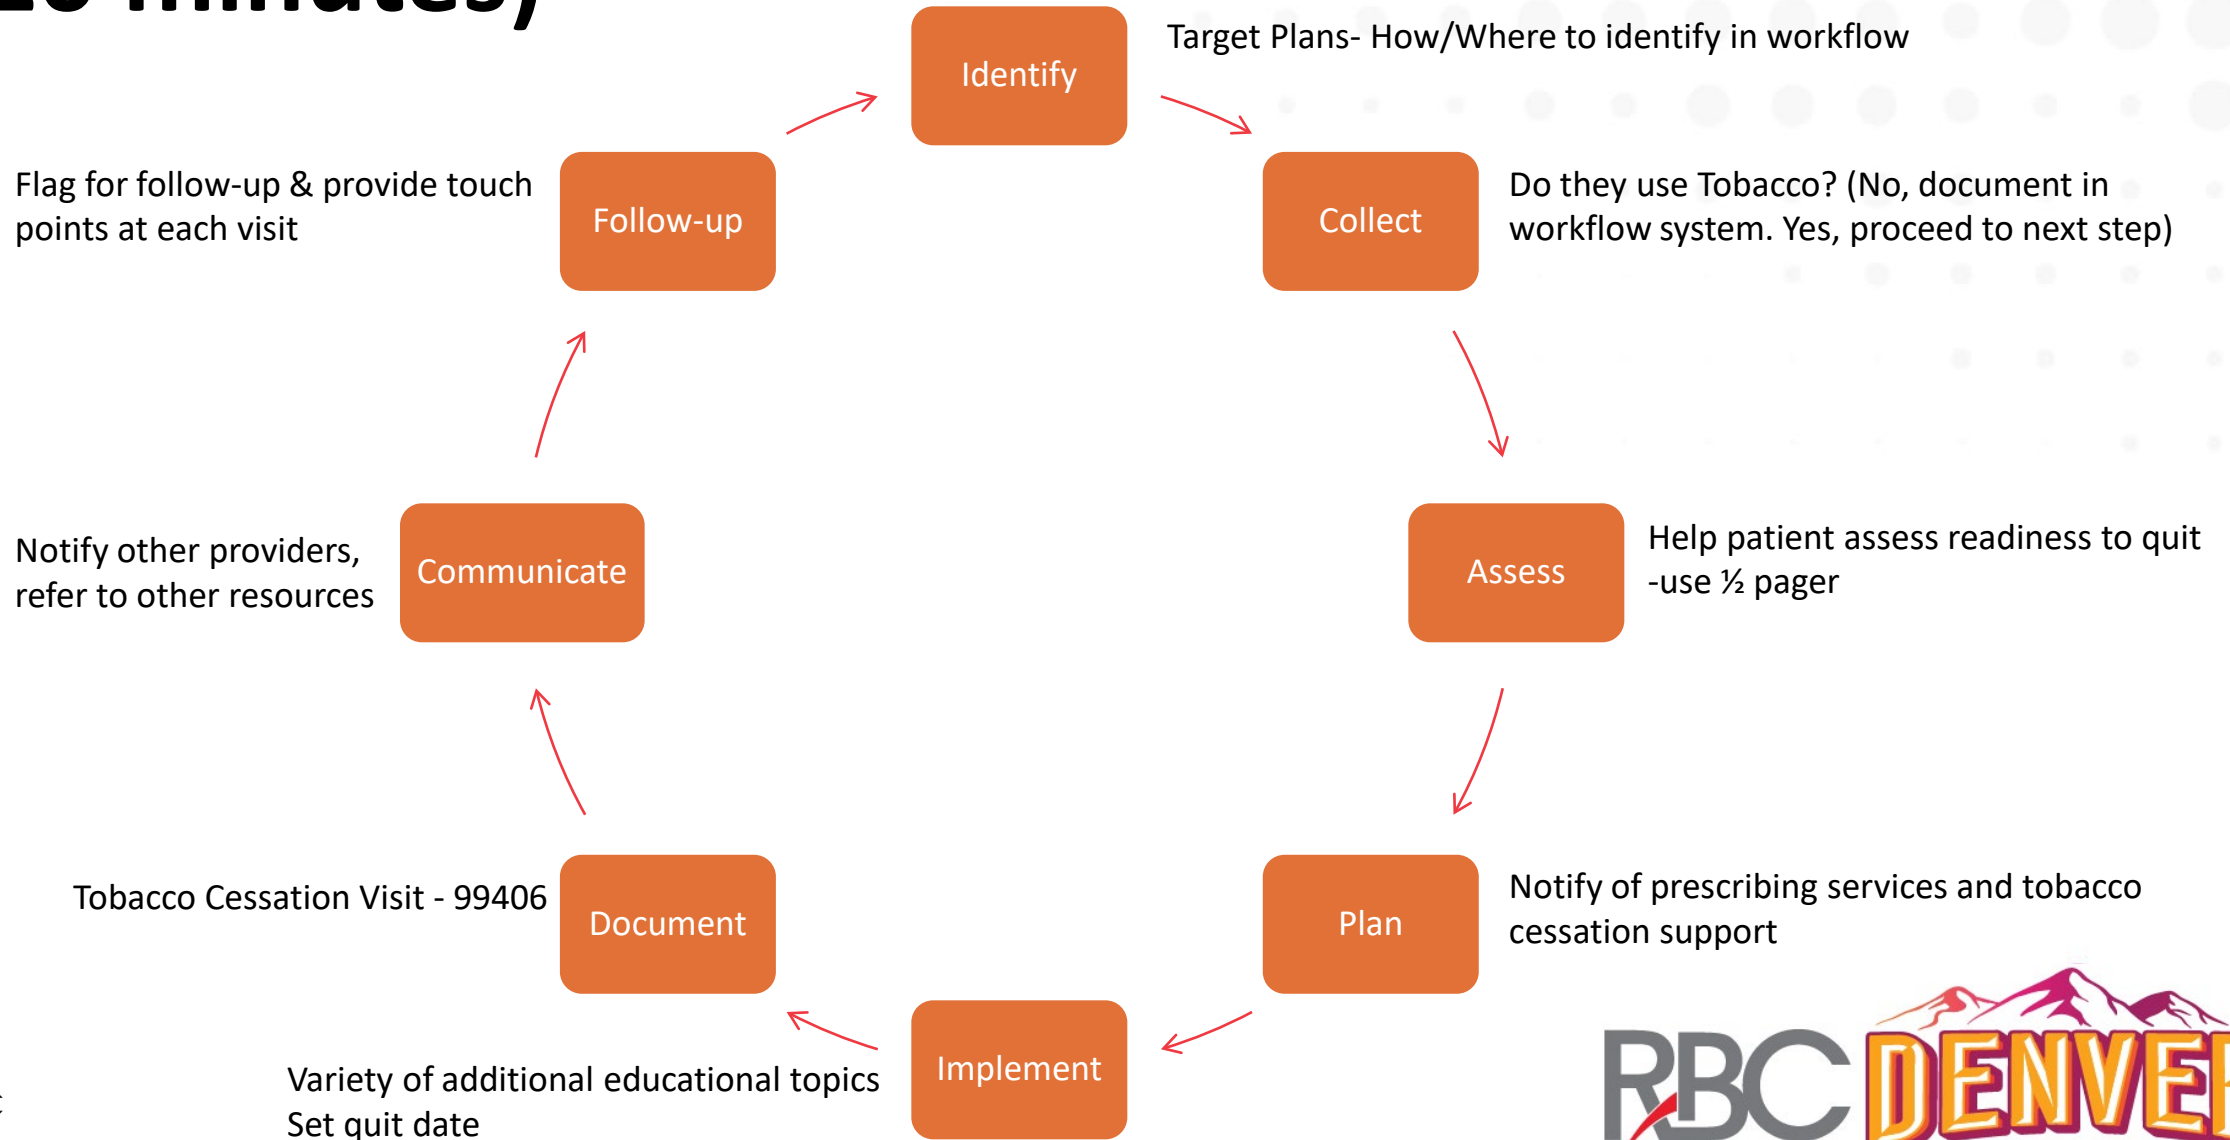 minutes)
Identify
Target Plans- How/Where to identify in workflow
Collect
Do they use Tobacco? (No, document in
workflow system. Yes, proceed to next step)
Assess
Help patient assess readiness to quit
-use ½ pager
Plan
Notify of prescribing services and tobacco
cessation support
Implement
Variety of additional educational topics
Set quit date
Document
Tobacco Cessation Visit - 99406
Communicate
Notify other providers,
refer to other resources
Follow-up
Flag for follow-up & provide touch
points at each visit
RBC DENVER